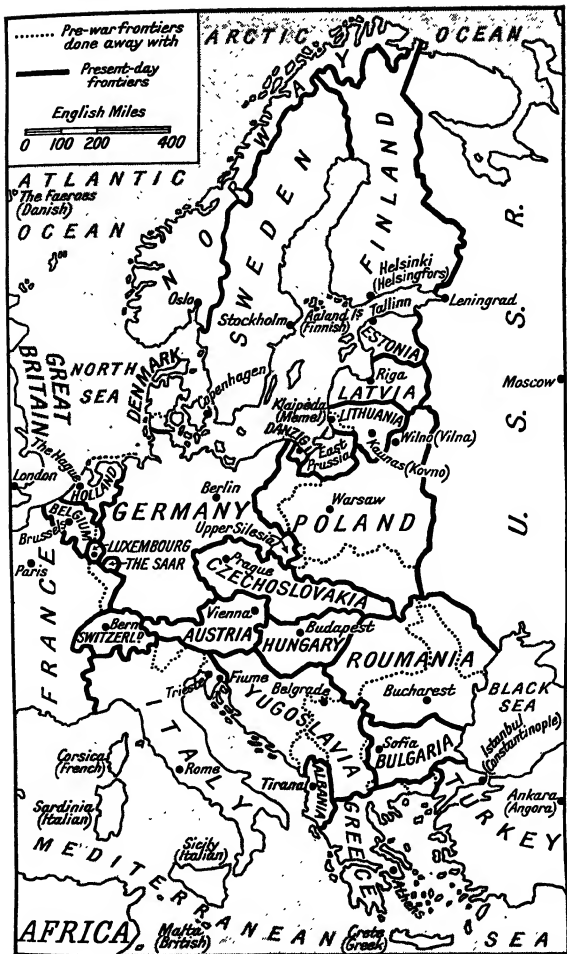 Pre-war frontiers
done away with
Present-day
frontiers
English Miles
0 100 200 400
ARCTIC OCEAN
ATLANTIC
The Faeroes
(Danish)
OCEAN
NORWAY
SWEDEN
FINLAND
U. S. S. R.
Helsinki
(Helsingfors)
Oslo
Stockholm
Aaland Is
(Finnish)
Tallinn
Leningrad
ESTONIA
GREAT
BRITAIN
NORTH
SEA
DENMARK
Copenhagen
Riga
LATVIA
Moscow
Klaipėda
(Memel)
LITHUANIA
DANZIG
East
Prussia
Wilno (Vilna)
Kaunas (Kovno)
London
The Hague
HOLLAND
Berlin
GERMANY
Warsaw
POLAND
BELGIUM
Brussels
Upper Silesia
LUXEMBOURG
THE SAAR
Paris
Prague
CZECHOSLOVAKIA
FRANCE
Bern
SWITZERLD
Vienna
AUSTRIA
Budapest
HUNGARY
ROUMANIA
Trieste
Fiume
Belgrade
YUGOSLAVIA
Bucharest
BLACK
SEA
ITALY
Sofia
BULGARIA
Istanbul
(Constantinople)
Corsica
(French)
Rome
Tirana
ALBANIA
Ankara
(Angora)
TURKEY
Sardinia
(Italian)
GREECE
Sicily
(Italian)
Athens
MEDITERRANEAN SEA
AFRICA
Malta
(British)
Crete
(Greek)